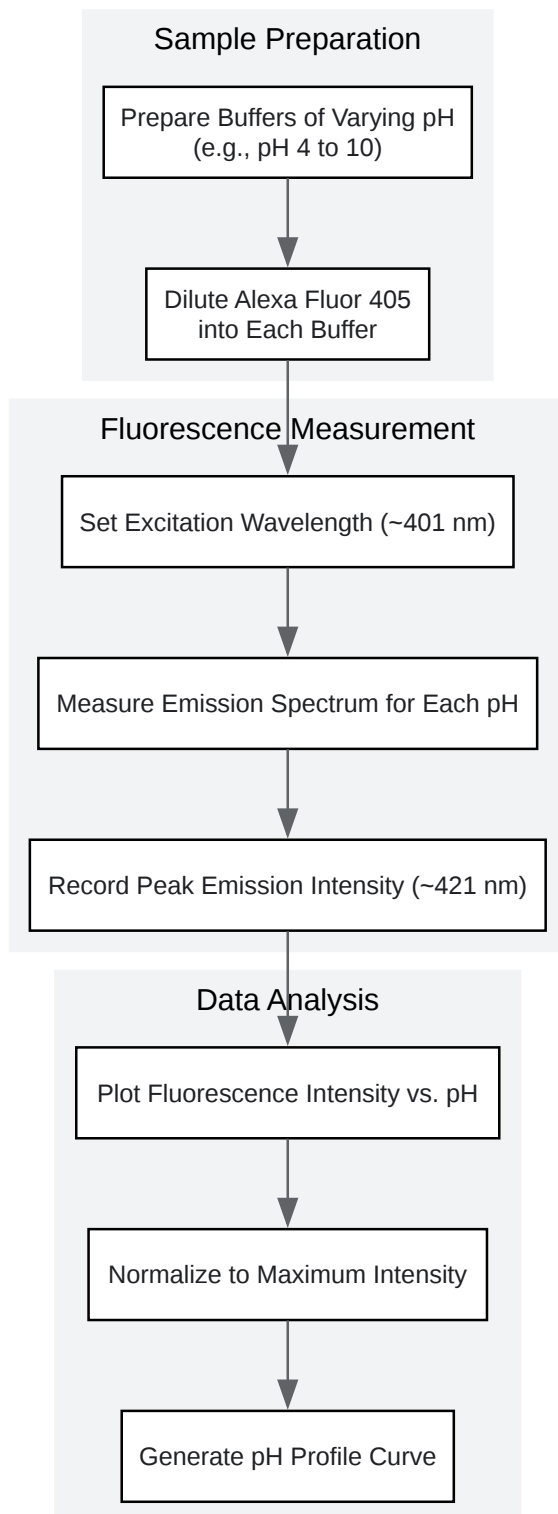 Sample Preparation
Prepare Buffers of Varying pH
(e.g., pH 4 to 10)
Dilute Alexa Fluor 405
into Each Buffer
Fluorescence Measurement
Set Excitation Wavelength (~401 nm)
Measure Emission Spectrum for Each pH
Record Peak Emission Intensity (~421 nm)
Data Analysis
Plot Fluorescence Intensity vs. pH
Normalize to Maximum Intensity
Generate pH Profile Curve